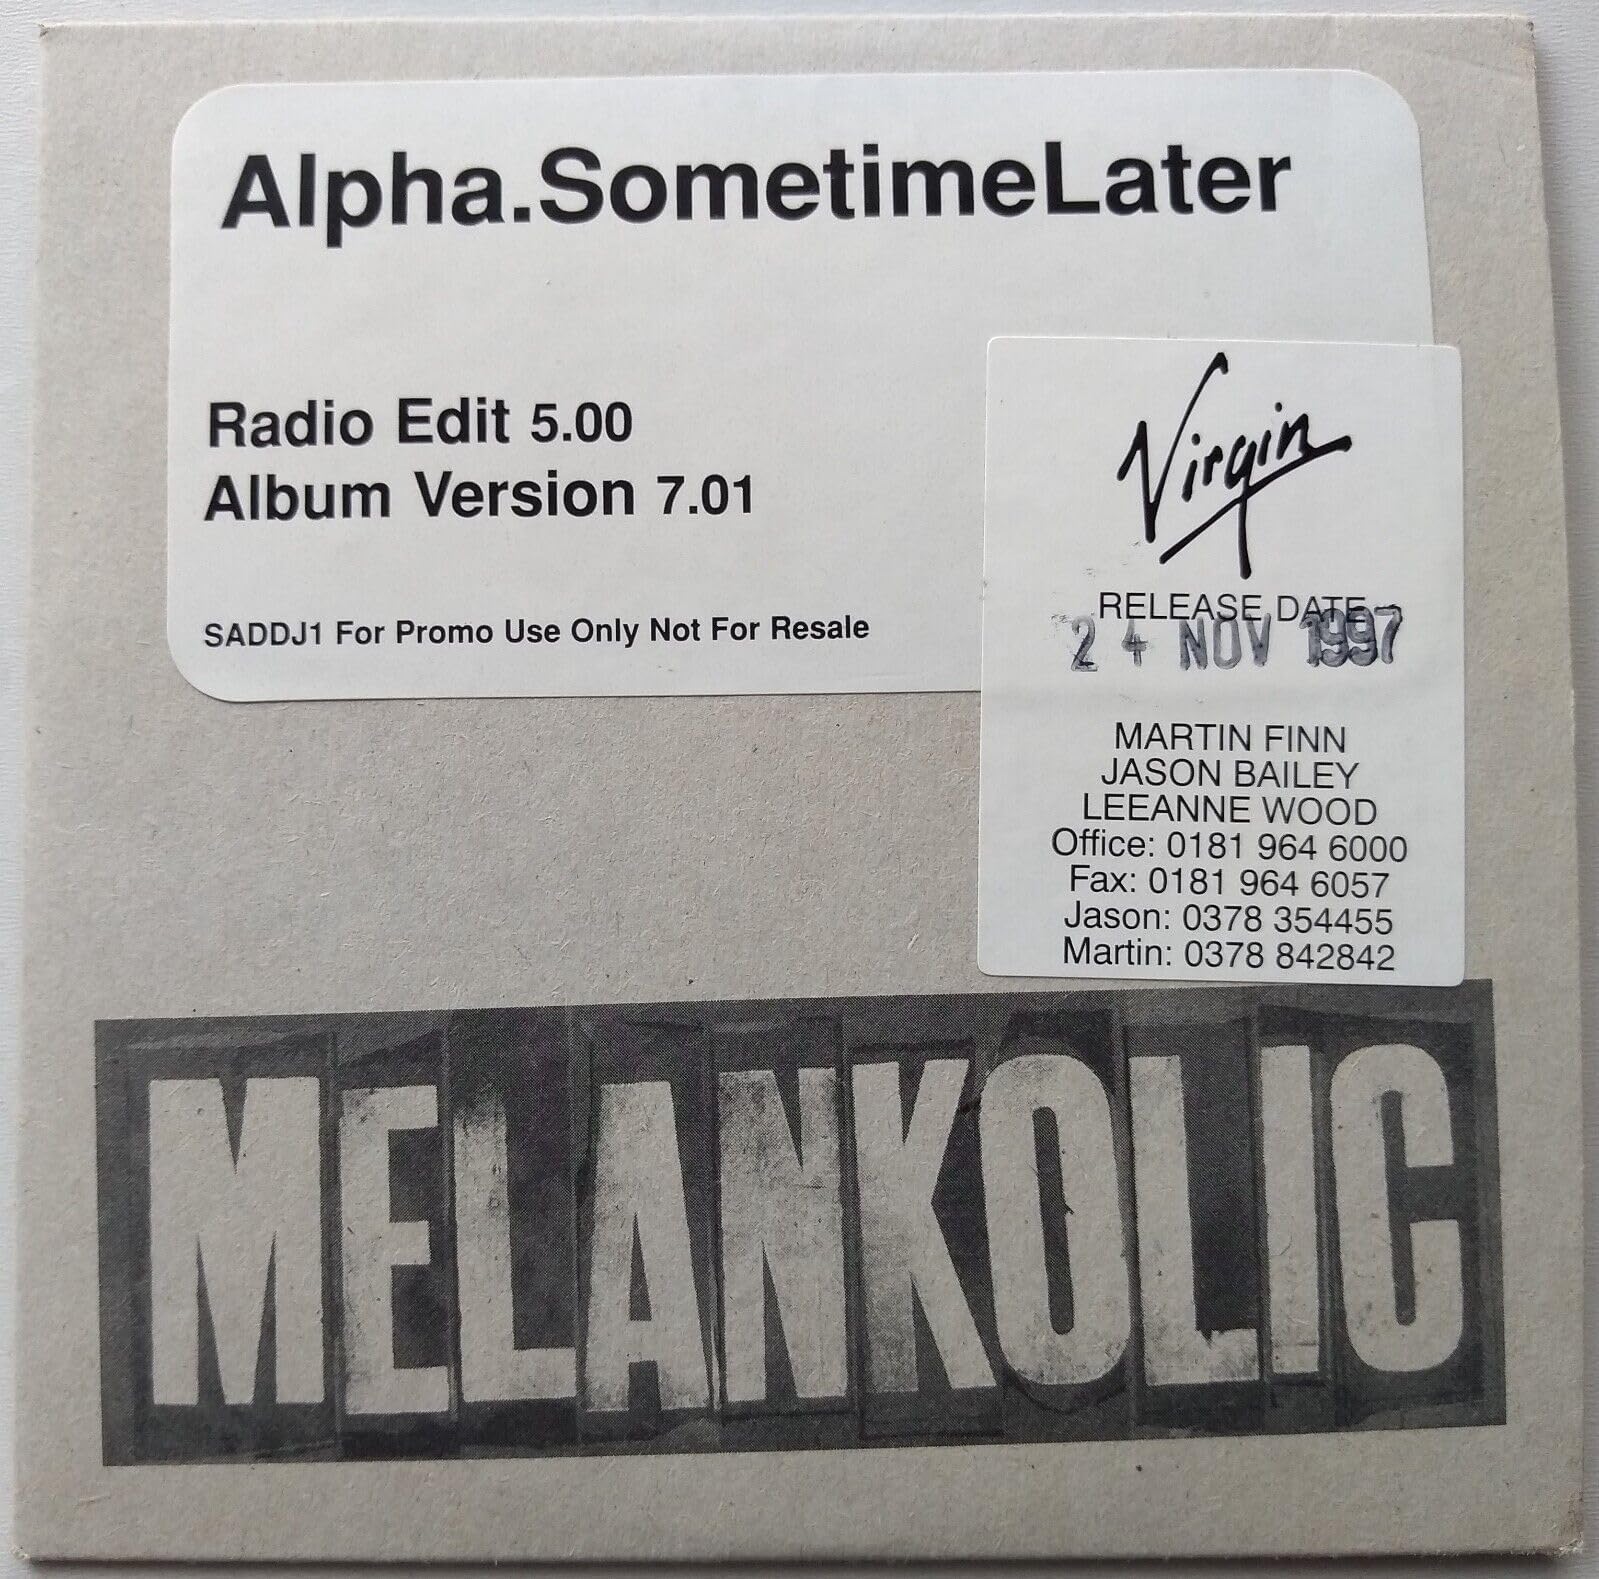 Alpha.SometimeLater
Radio Edit 5.00
Album Version 7.01
SADDJ1 For Promo Use Only Not For Resale
Virgin
RELEASE DATE
24 NOV 1997
MARTIN FINN
JASON BAILEY
LEEANNE WOOD
Office: 0181 964 6000
Fax: 0181 964 6057
Jason: 0378 354455
Martin: 0378 842842
MELANKOLIC